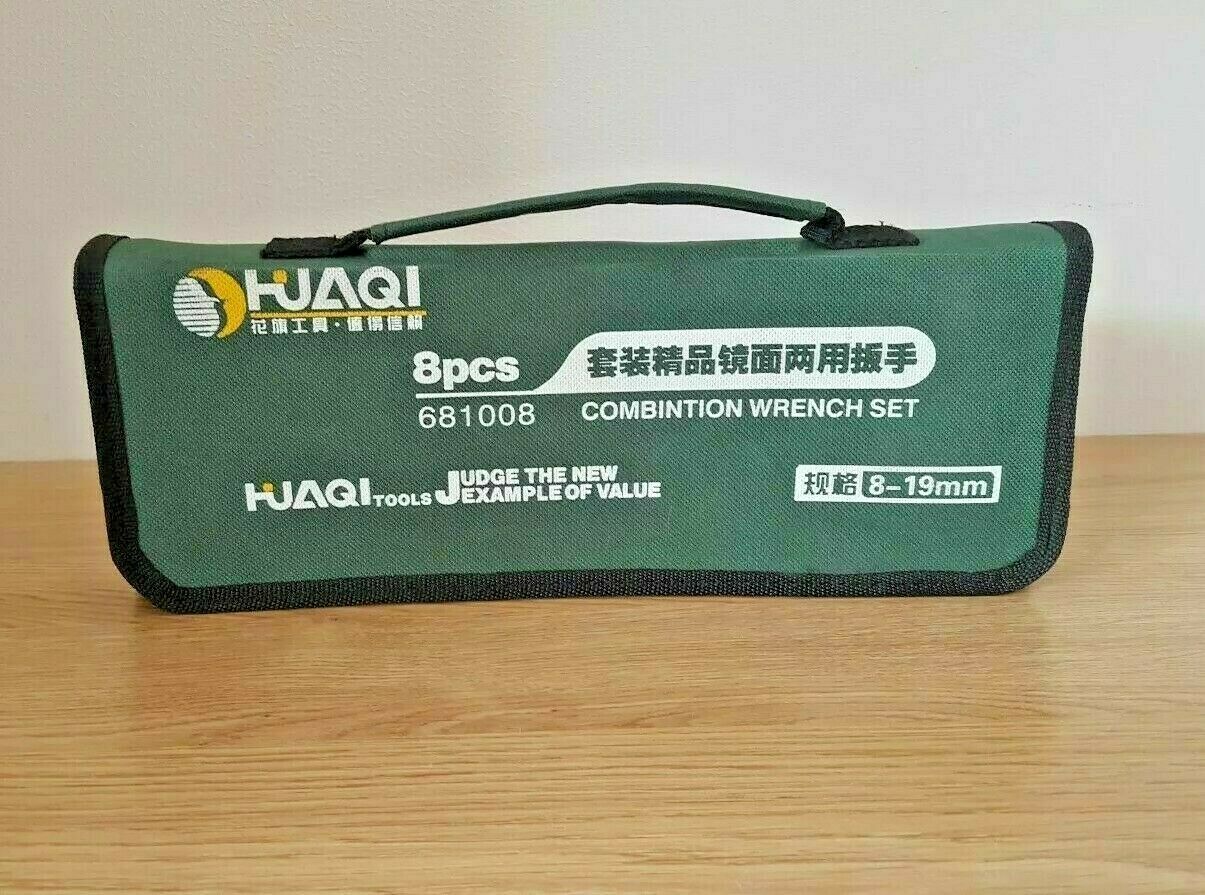 HUAQI
花旗工具·值得信赖
8pcs
套装精品镜面两用扳手
681008
COMBINTION WRENCH SET
HUAQI TOOLS JUDGE THE NEW
EXAMPLE OF VALUE
规格 8-19mm